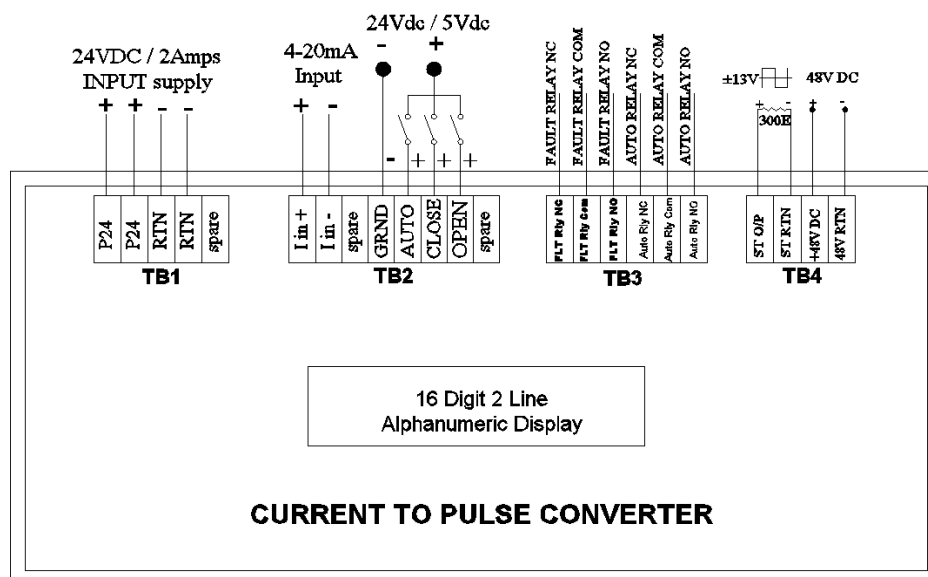 24VDC / 2Amps
INPUT supply
+ + - -
4-20mA
Input
+ -
24Vdc / 5Vdc
- +
- + + +
FAULT RELAY NC
FAULT RELAY COM
FAULT RELAY NO
AUTO RELAY NC
AUTO RELAY COM
AUTO RELAY NO
±13V
48V DC
+ - + -
300E
P24
P24
RTN
RTN
spare
TB1
I in +
I in -
spare
GRND
AUTO
CLOSE
OPEN
spare
TB2
FLT Rly NC
FLT Rly Com
FLT Rly NO
Auto Rly NC
Auto Rly Com
Auto Rly NO
TB3
ST O/P
ST RTN
+48V DC
48V RTN
TB4
16 Digit 2 Line
Alphanumeric Display
CURRENT TO PULSE CONVERTER